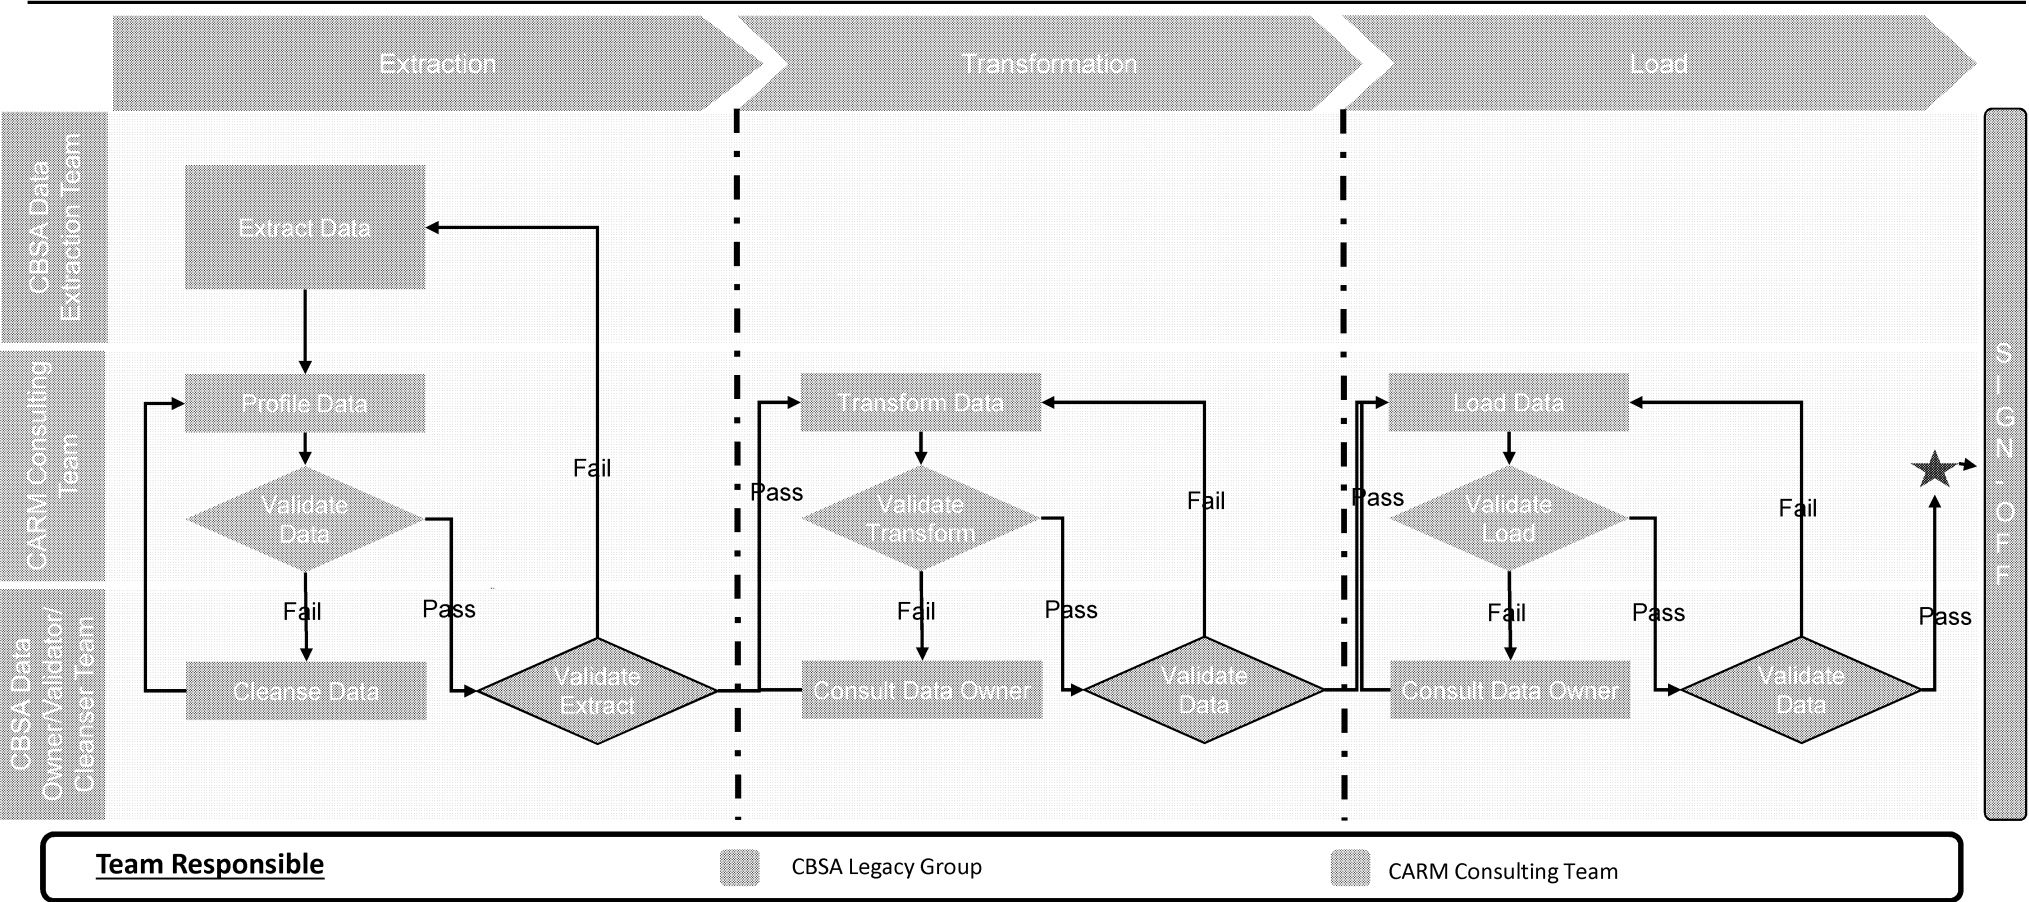 Extraction
Transformation
Load
CBSA Data
Extraction Team
Extract Data
CARM Consulting
Team
Profile Data
Validate
Data
Fail
Pass
Fail
Pass
Transform Data
Validate
Transform
Fail
Pass
Fail
Pass
Load Data
Validate
Load
Fail
Pass
Fail
Pass
CBSA Data
Owner/Validator/
Cleanser Team
Cleanse Data
Validate
Extract
Consult Data Owner
Validate
Data
Consult Data Owner
Validate
Data
S
I
G
N
-
O
F
F
Team Responsible
CBSA Legacy Group
CARM Consulting Team